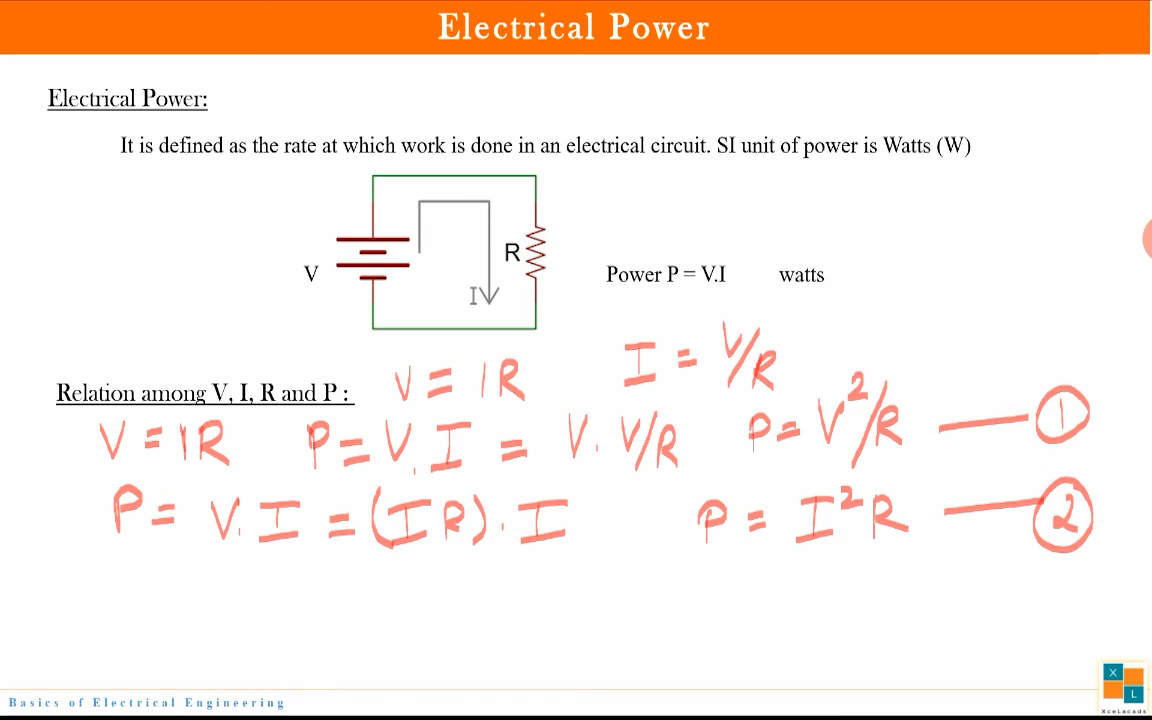 Electrical Power
Electrical Power:
It is defined as the rate at which work is done in an electrical circuit. SI unit of power is Watts (W)
R
V
Power P = V.I watts
I
I = V/R
V = IR
Relation among V, I, R and P :
V = IR P = V.I = V. V/R P = V²/R —— ①
P = V.I = (IR).I P = I²R —— ②
Basics of Electrical Engineering
X
L
XceLacads